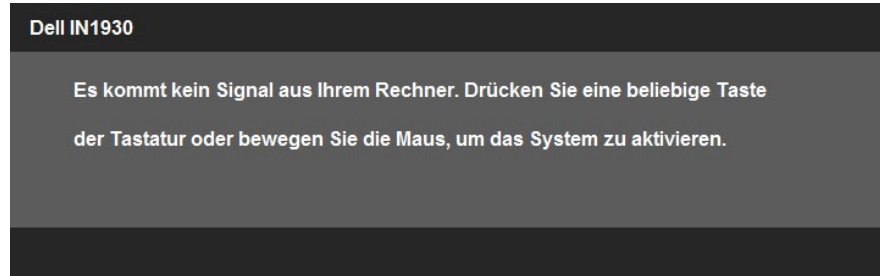 Dell IN1930
Es kommt kein Signal aus Ihrem Rechner. Drücken Sie eine beliebige Taste
der Tastatur oder bewegen Sie die Maus, um das System zu aktivieren.